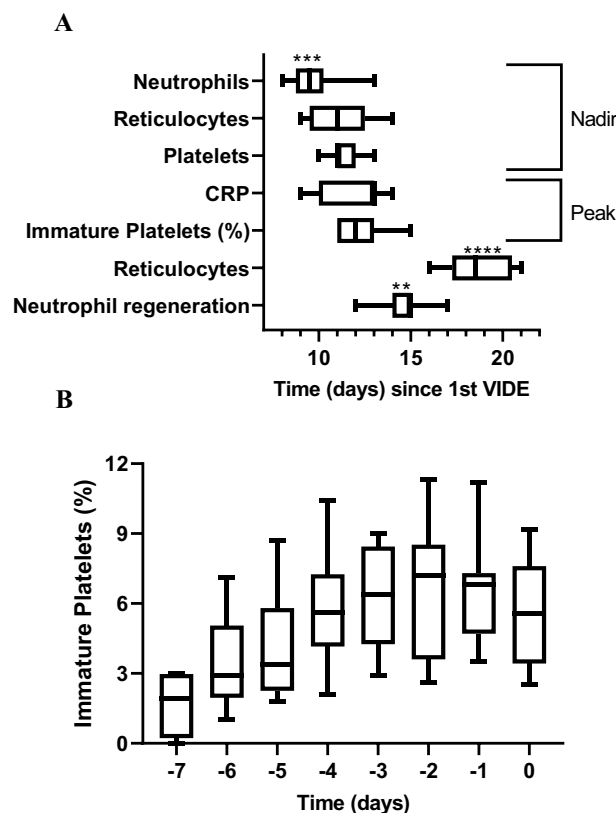 A
***
Neutrophils
Reticulocytes
Nadir
Platelets
CRP
Peak
Immature Platelets (%)
****
Reticulocytes
**
Neutrophil regeneration
10 15 20
Time (days) since 1st VIDE
B
12
9
6
3
0
Immature Platelets (%)
-7 -6 -5 -4 -3 -2 -1 0
Time (days)